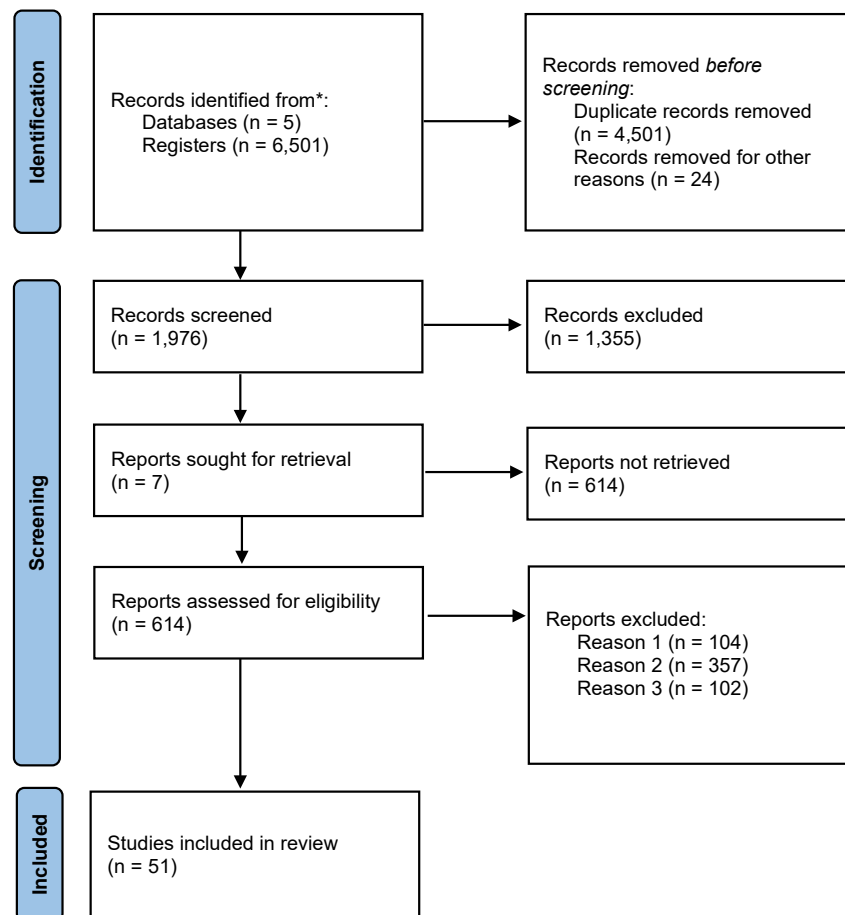 Identification
Records identified from*:
Databases (n = 5)
Registers (n = 6,501)
Records removed before
screening:
Duplicate records removed
(n = 4,501)
Records removed for other
reasons (n = 24)
Screening
Records screened
(n = 1,976)
Records excluded
(n = 1,355)
Reports sought for retrieval
(n = 7)
Reports not retrieved
(n = 614)
Reports assessed for eligibility
(n = 614)
Reports excluded:
Reason 1 (n = 104)
Reason 2 (n = 357)
Reason 3 (n = 102)
Included
Studies included in review
(n = 51)